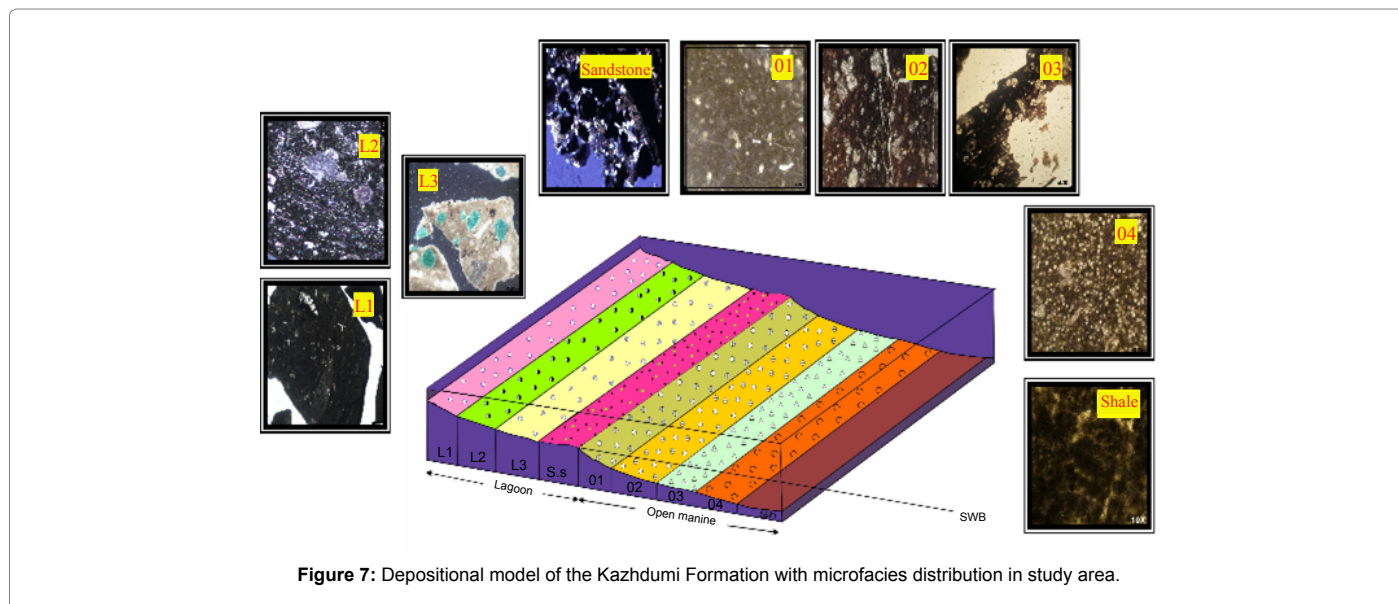 Sandstone
01
02
03
L2
L3
04
L1
Shale
L1 L2 L3 S.s 01 02 03 04 Sh
Lagoon
Open manine
SWB
10X
Figure 7: Depositional model of the Kazhdumi Formation with microfacies distribution in study area.